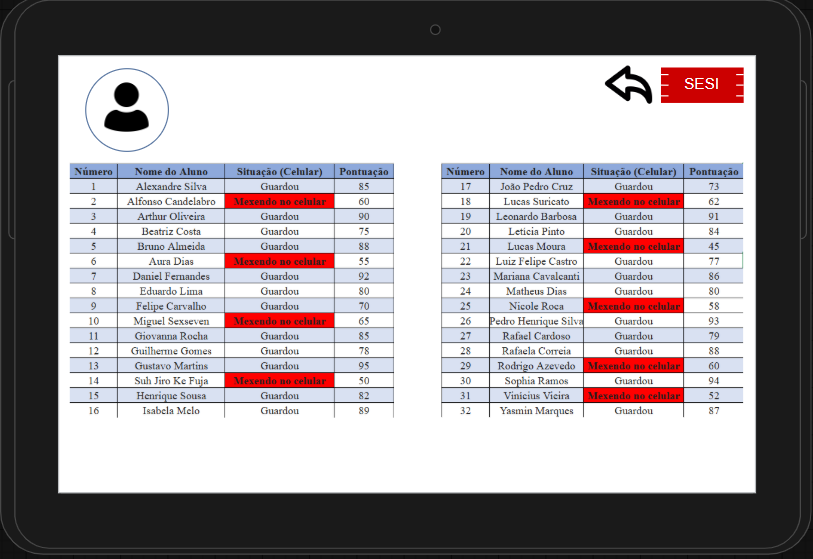 SESI
Número Nome do Aluno Situação (Celular) Pontuação
1 Alexandre Silva Guardou 85
2 Alfonso Candelabro Mexendo no celular 60
3 Arthur Oliveira Guardou 90
4 Beatriz Costa Guardou 75
5 Bruno Almeida Guardou 88
6 Aura Dias Mexendo no celular 55
7 Daniel Fernandes Guardou 92
8 Eduardo Lima Guardou 80
9 Felipe Carvalho Guardou 70
10 Miguel Sexseven Mexendo no celular 65
11 Giovanna Rocha Guardou 85
12 Guilherme Gomes Guardou 78
13 Gustavo Martins Guardou 95
14 Suh Jiro Ke Fuja Mexendo no celular 50
15 Henrique Sousa Guardou 82
16 Isabela Melo Guardou 89
Número Nome do Aluno Situação (Celular) Pontuação
17 João Pedro Cruz Guardou 73
18 Lucas Suricato Mexendo no celular 62
19 Leonardo Barbosa Guardou 91
20 Letícia Pinto Guardou 84
21 Lucas Moura Mexendo no celular 45
22 Luiz Felipe Castro Guardou 77
23 Mariana Cavalcanti Guardou 86
24 Matheus Dias Guardou 80
25 Nicole Roca Mexendo no celular 58
26 Pedro Henrique Silva Guardou 93
27 Rafael Cardoso Guardou 79
28 Rafaela Correia Guardou 88
29 Rodrigo Azevedo Mexendo no celular 60
30 Sophia Ramos Guardou 94
31 Vinícius Vieira Mexendo no celular 52
32 Yasmin Marques Guardou 87